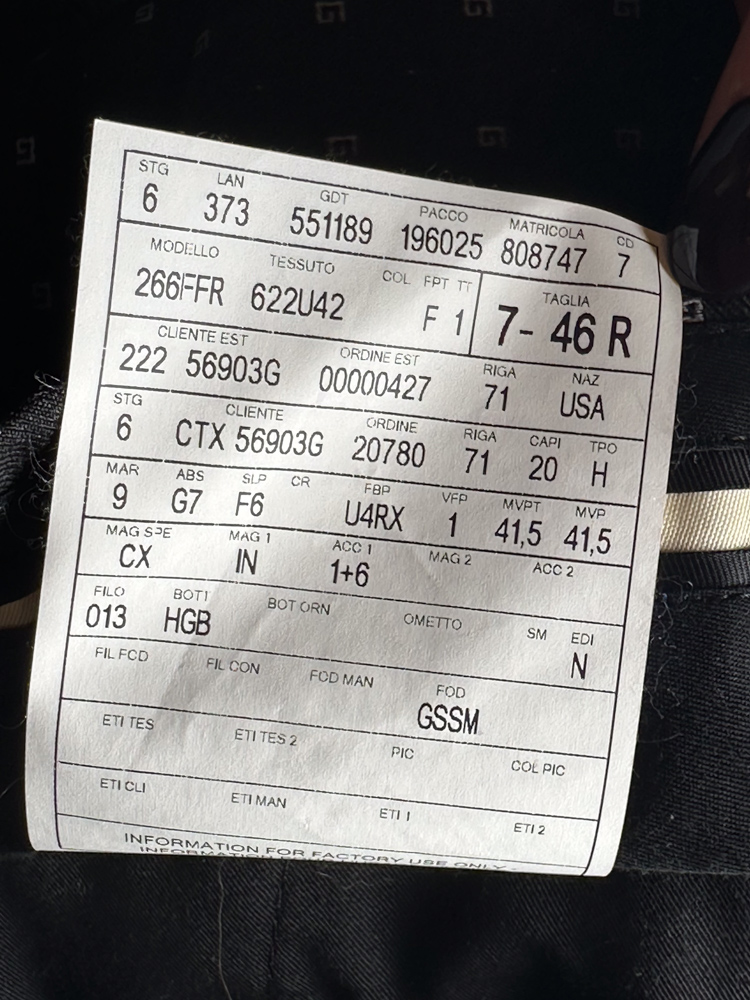 STG LAN GDT PACCO MATRICOLA CD
6 373 551189 196025 808747 7
MODELLO TESSUTO COL FPT TT TAGLIA
266FFR 622U42 F 1 7- 46 R
CLIENTE EST ORDINE EST RIGA NAZ
222 56903G 00000427 71 USA
STG CLIENTE ORDINE RIGA CAPI TPO
6 CTX 56903G 20780 71 20 H
MAR ABS SLP CR FBP VFP MVPT MVP
9 G7 F6 U4RX 1 41,5 41,5
MAG SPE MAG 1 ACC 1 MAG 2 ACC 2
CX IN 1+6
FILO BOT1 BOT ORN OMETTO SM EDI
013 HGB N
FIL FCD FIL CON FCD MAN FOD
GSSM
ETI TES ETI TES 2 PIC COL PIC
ETI CLI ETI MAN ETI 1 ETI 2
INFORMATION FOR FACTORY USE ONLY -